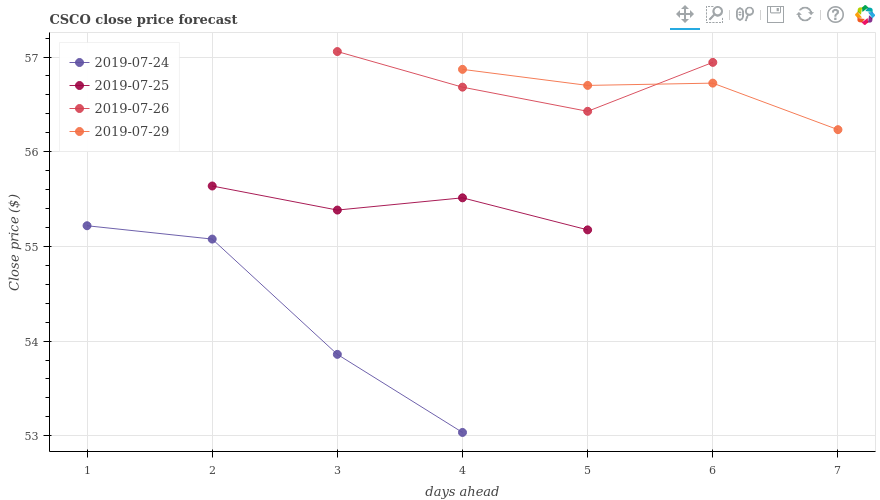 CSCO close price forecast
2019-07-24
2019-07-25
2019-07-26
2019-07-29
Close price ($)
57
56
55
54
53
1 2 3 4 5 6 7
days ahead